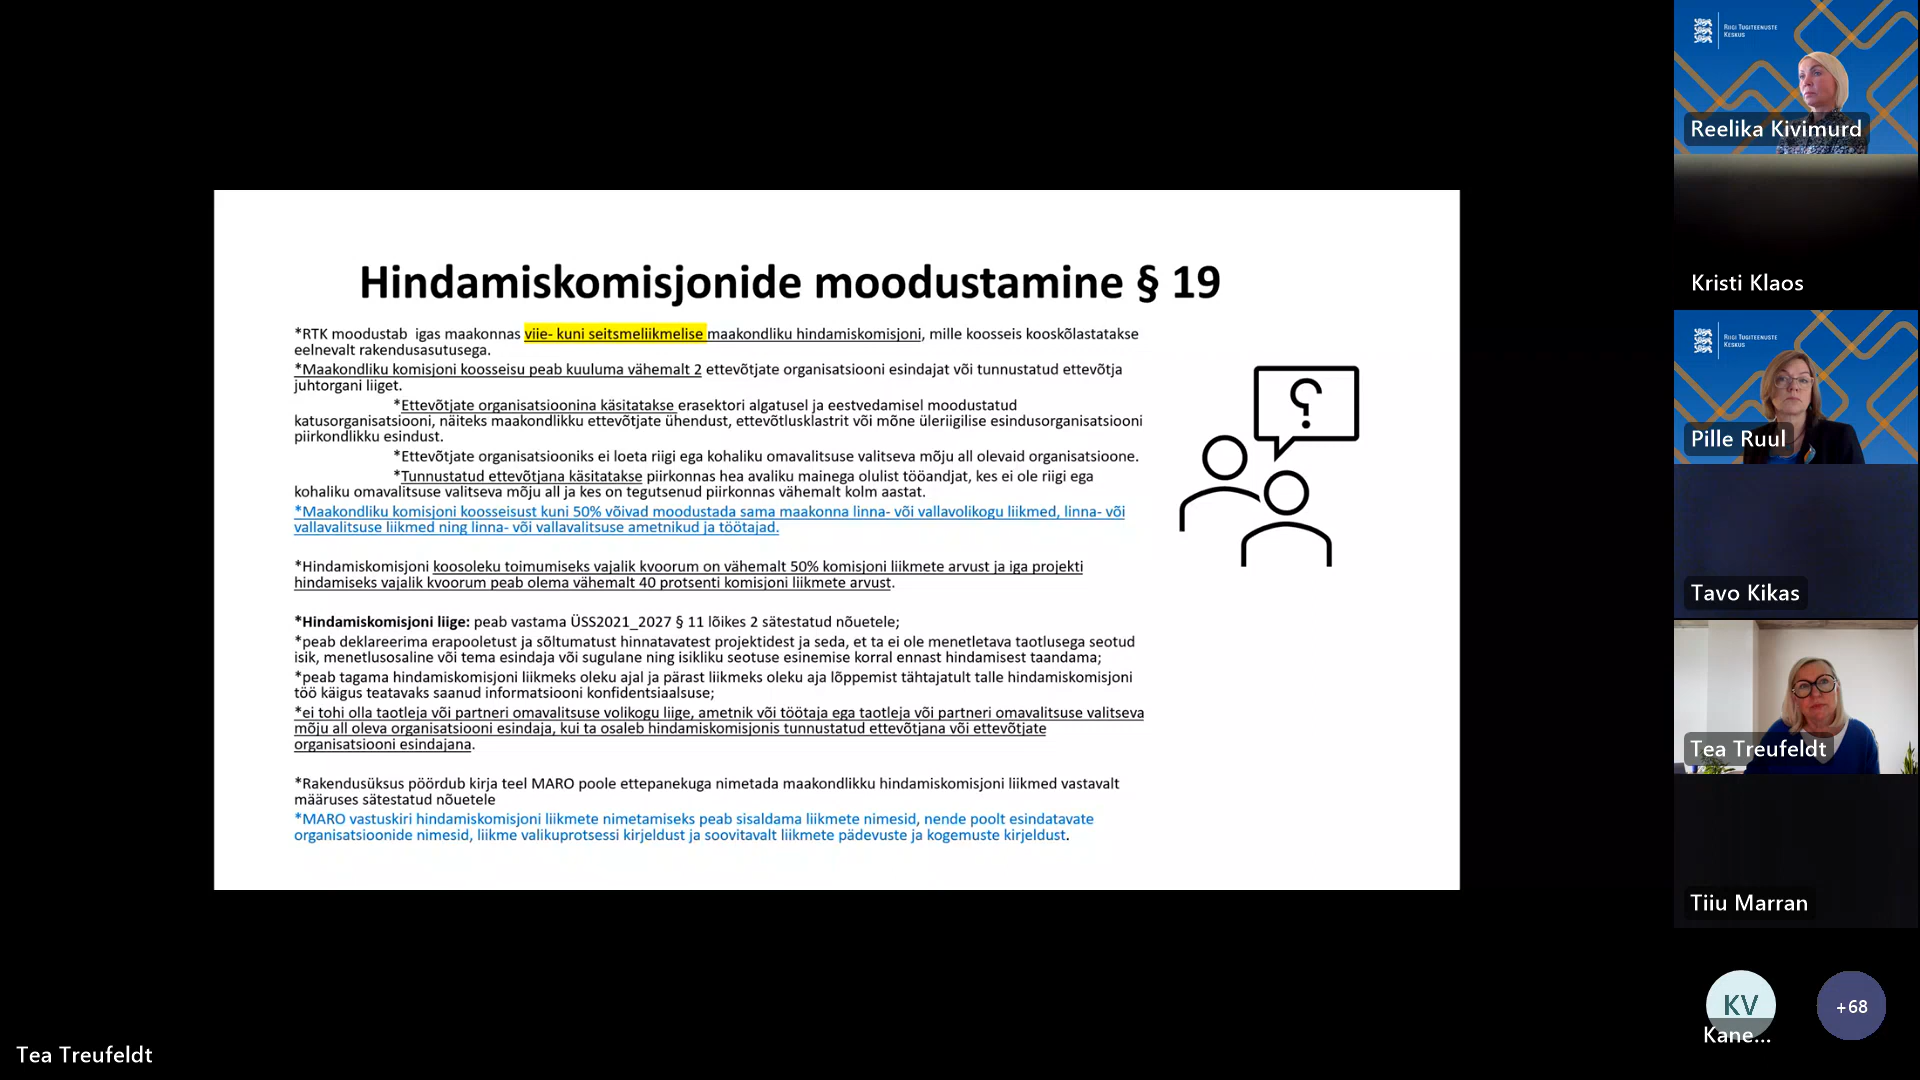 Hindamiskomisjonide moodustamine § 19
*RTK moodustab igas maakonnas viie- kuni seitsmeliikmelise maakondliku hindamiskomisjoni, mille koosseis kooskõlastatakse
eelnevalt rakendusasutusega.
*Maakondliku komisjoni koosseisu peab kuuluma vähemalt 2 ettevõtjate organisatsiooni esindajat või tunnustatud ettevõtja
juhtorgani liiget.
*Ettevõtjate organisatsioonina käsitatakse erasektori algatusel ja eestvedamisel moodustatud
katusorganisatsiooni, näiteks maakondlikku ettevõtjate ühendust, ettevõtlusklastrit või mõne üleriigilise esindusorganisatsiooni
piirkondlikku esindust.
*Ettevõtjate organisatsiooniks ei loeta riigi ega kohaliku omavalitsuse valitseva mõju all olevaid organisatsioone.
*Tunnustatud ettevõtjana käsitatakse piirkonnas hea avaliku mainega olulist tööandjat, kes ei ole riigi ega
kohaliku omavalitsuse valitseva mõju all ja kes on tegutsenud piirkonnas vähemalt kolm aastat.
*Maakondliku komisjoni koosseisust kuni 50% võivad moodustada sama maakonna linna- või vallavolikogu liikmed, linna- või
vallavalitsuse liikmed ning linna- või vallavalitsuse ametnikud ja töötajad.
*Hindamiskomisjoni koosoleku toimumiseks vajalik kvoorum on vähemalt 50% komisjoni liikmete arvust ja iga projekti
hindamiseks vajalik kvoorum peab olema vähemalt 40 protsenti komisjoni liikmete arvust.
*Hindamiskomisjoni liige: peab vastama ÜSS2021_2027 § 11 lõikes 2 sätestatud nõuetele;
*peab deklareerima erapooletust ja sõltumatust hinnatavatest projektidest ja seda, et ta ei ole menetletava taotlusega seotud
isik, menetlusosaline või tema esindaja või sugulane ning isikliku seotuse esinemise korral ennast hindamisest taandama;
*peab tagama hindamiskomisjoni liikmeks oleku ajal ja pärast liikmeks oleku aja lõppemist tähtajatult talle hindamiskomisjoni
töö käigus teatavaks saanud informatsiooni konfidentsiaalsuse;
*ei tohi olla taotleja või partneri omavalitsuse volikogu liige, ametnik või töötaja ega taotleja või partneri omavalitsuse valitseva
mõju all oleva organisatsiooni esindaja, kui ta osaleb hindamiskomisjonis tunnustatud ettevõtjana või ettevõtjate
organisatsiooni esindajana.
*Rakendusüksus pöördub kirja teel MARO poole ettepanekuga nimetada maakondlikku hindamiskomisjoni liikmed vastavalt
määruses sätestatud nõuetele
*MARO vastuskiri hindamiskomisjoni liikmete nimetamiseks peab sisaldama liikmete nimesid, nende poolt esindatavate
organisatsioonide nimesid, liikme valikuprotsessi kirjeldust ja soovitavalt liikmete pädevuste ja kogemuste kirjeldust.
RIIGI TUGITEENUSTE
KESKUS
Reelika Kivimurd
Kristi Klaos
RIIGI TUGITEENUSTE
KESKUS
Pille Ruul
Tavo Kikas
Tea Treufeldt
Tiiu Marran
KV
Kane...
+68
Tea Treufeldt